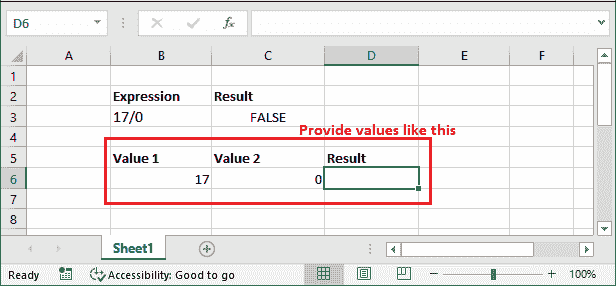 D6
fx
A B C D E F
1
2 Expression Result
3 17/0 FALSE
Provide values like this
4
5 Value 1 Value 2 Result
6 17 0
7
8
Sheet1
Ready Accessibility: Good to go 100%